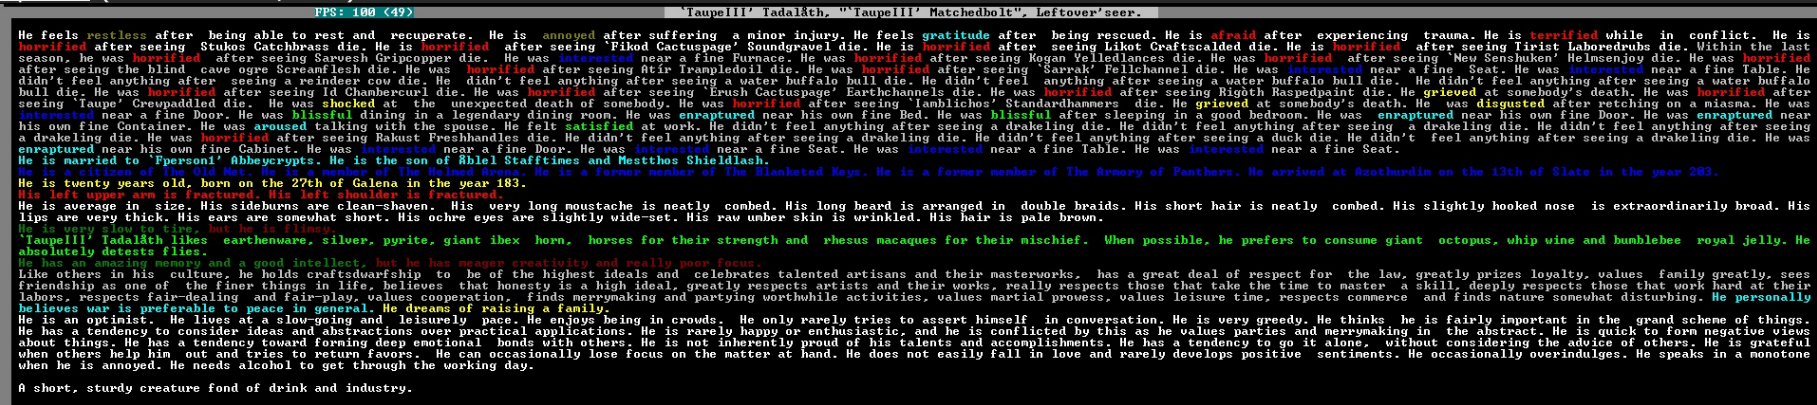 FPS: 100 (49)
`TaupeIII' Tadalåth, "`TaupeIII' Matchedbolt", Leftover'seer.
He feels restless after being able to rest and recuperate. He is annoyed after suffering a minor injury. He feels gratitude after being rescued. He is afraid after experiencing trauma. He is terrified while in conflict. He is
horrified after seeing Stukos Catchbrass die. He is horrified after seeing `Fikod Cactuspage' Soundgravel die. He is horrified after seeing Likot Craftscalded die. He is horrified after seeing Tirist Laboredrubs die. Within the last
season, he was horrified after seeing Sarvesh Gripcopper die. He was interested near a fine Furnace. He was horrified after seeing Kogan Yelledlances die. He was horrified after seeing `New Senshuken' Helmsenjoy die. He was horrified
after seeing the blind cave ogre Screamflesh die. He was horrified after seeing Atír Trampledoil die. He was horrified after seeing `Sarrak' Fellchannel die. He was interested near a fine Seat. He was interested near a fine Table. He
didn't feel anything after seeing a reindeer cow die. He didn't feel anything after seeing a water buffalo bull die. He didn't feel anything after seeing a water buffalo bull die. He didn't feel anything after seeing a water buffalo
bull die. He was horrified after seeing Id Chambercurl die. He was horrified after seeing `Erush Cactuspage' Earthchannels die. He was horrified after seeing Rigòth Raspedpaint die. He grieved at somebody's death. He was horrified after
seeing `Taupe' Crewpaddled die. He was shocked at the unexpected death of somebody. He was horrified after seeing `Iamblichos' Standardhammers die. He grieved at somebody's death. He was disgusted after retching on a miasma. He was
interested near a fine Door. He was blissful dining in a legendary dining room. He was enraptured near his own fine Bed. He was blissful after sleeping in a good bedroom. He was enraptured near his own fine Door. He was enraptured near
his own fine Container. He was aroused talking with the spouse. He felt satisfied at work. He didn't feel anything after seeing a drakeling die. He didn't feel anything after seeing a drakeling die. He didn't feel anything after seeing
a drakeling die. He was horrified after seeing Rakust Freshhandles die. He didn't feel anything after seeing a drakeling die. He didn't feel anything after seeing a duck die. He didn't feel anything after seeing a drakeling die. He was
enraptured near his own fine Cabinet. He was interested near a fine Door. He was interested near a fine Seat. He was interested near a fine Table. He was interested near a fine Seat.
He is married to `Fperson1' Abbeycrypts. He is the son of Åblel Stafftimes and Mestthos Shieldlash.
He is a citizen of The Old Net. He is a member of The Helmed Arena. He is a former member of The Blanketed Keys. He is a former member of The Armory of Panthers. He arrived at Azothurdim on the 13th of Slate in the year 203.
He is twenty years old, born on the 27th of Galena in the year 183.
His left upper arm is fractured. His left shoulder is fractured.
He is average in size. His sideburns are clean-shaven. His very long moustache is neatly combed. His long beard is arranged in double braids. His short hair is neatly combed. His slightly hooked nose is extraordinarily broad. His
lips are very thick. His ears are somewhat short. His ochre eyes are slightly wide-set. His raw umber skin is wrinkled. His hair is pale brown.
He is very slow to tire, but he is flimsy.
`TaupeIII' Tadalåth likes earthenware, silver, pyrite, giant ibex horn, horses for their strength and rhesus macaques for their mischief. When possible, he prefers to consume giant octopus, whip wine and bumblebee royal jelly. He
absolutely detests flies.
He has an amazing memory and a good intellect, but he has meager creativity and really poor focus.
Like others in his culture, he holds craftsdwarfship to be of the highest ideals and celebrates talented artisans and their masterworks, has a great deal of respect for the law, greatly prizes loyalty, values family greatly, sees
friendship as one of the finer things in life, believes that honesty is a high ideal, greatly respects artists and their works, really respects those that take the time to master a skill, deeply respects those that work hard at their
labors, respects fair-dealing and fair-play, values cooperation, finds merrymaking and partying worthwhile activities, values martial prowess, values leisure time, respects commerce and finds nature somewhat disturbing. He personally
believes war is preferable to peace in general. He dreams of raising a family.
He is an optimist. He lives at a slow-going and leisurely pace. He enjoys being in crowds. He only rarely tries to assert himself in conversation. He is very greedy. He thinks he is fairly important in the grand scheme of things.
He has a tendency to consider ideas and abstractions over practical applications. He is rarely happy or enthusiastic, and he is conflicted by this as he values parties and merrymaking in the abstract. He is quick to form negative views
about things. He has a tendency toward forming deep emotional bonds with others. He is not inherently proud of his talents and accomplishments. He has a tendency to go it alone, without considering the advice of others. He is grateful
when others help him out and tries to return favors. He can occasionally lose focus on the matter at hand. He does not easily fall in love and rarely develops positive sentiments. He occasionally overindulges. He speaks in a monotone
when he is annoyed. He needs alcohol to get through the working day.
A short, sturdy creature fond of drink and industry.